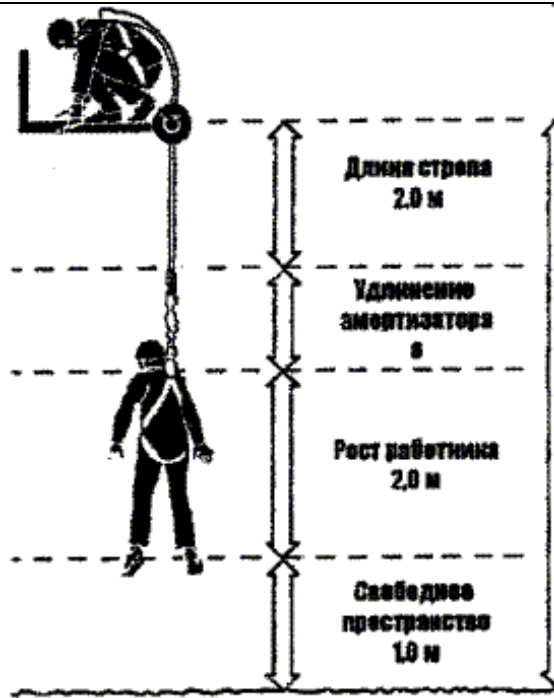 Длина стропа
2.0 м
Удлинение
амортизатора
в
Рост работника
2,0 м
Свободное
пространство
1.0 м